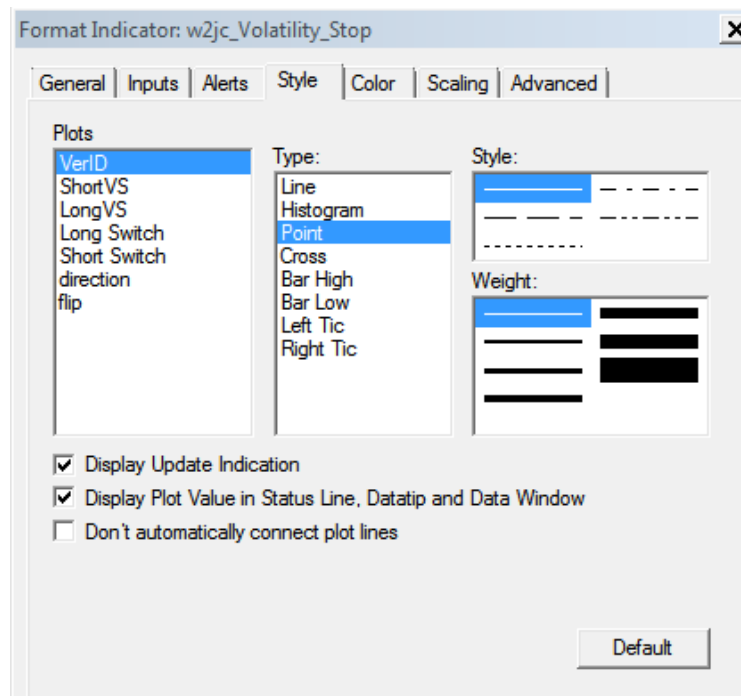 Format Indicator: w2jc_Volatility_Stop
General Inputs Alerts Style Color Scaling Advanced
Plots
VerID
ShortVS
LongVS
Long Switch
Short Switch
direction
flip
Type:
Line
Histogram
Point
Cross
Bar High
Bar Low
Left Tic
Right Tic
Style:
Weight:
Display Update Indication
Display Plot Value in Status Line, Datatip and Data Window
Don't automatically connect plot lines
Default